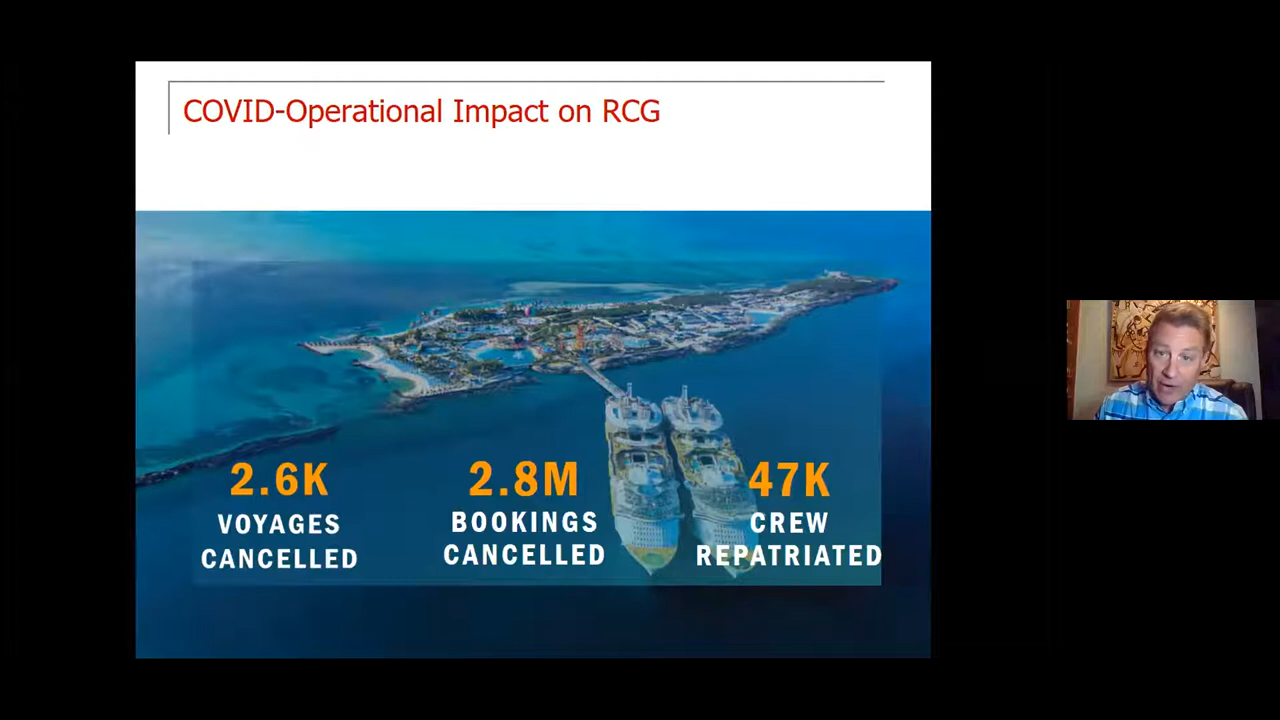 COVID-Operational Impact on RCG
2.6K
VOYAGES
CANCELLED
2.8M
BOOKINGS
CANCELLED
47K
CREW
REPATRIATED